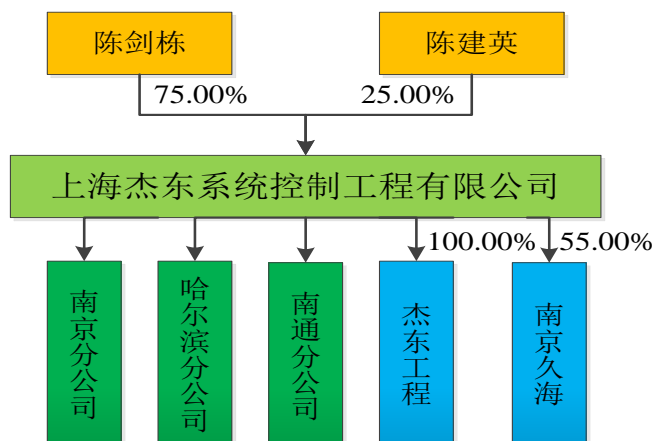 陈剑栋
陈建英
75.00%
25.00%
上海杰东系统控制工程有限公司
100.00%
55.00%
南京分公司
哈尔滨分公司
南通分公司
杰东工程
南京久海